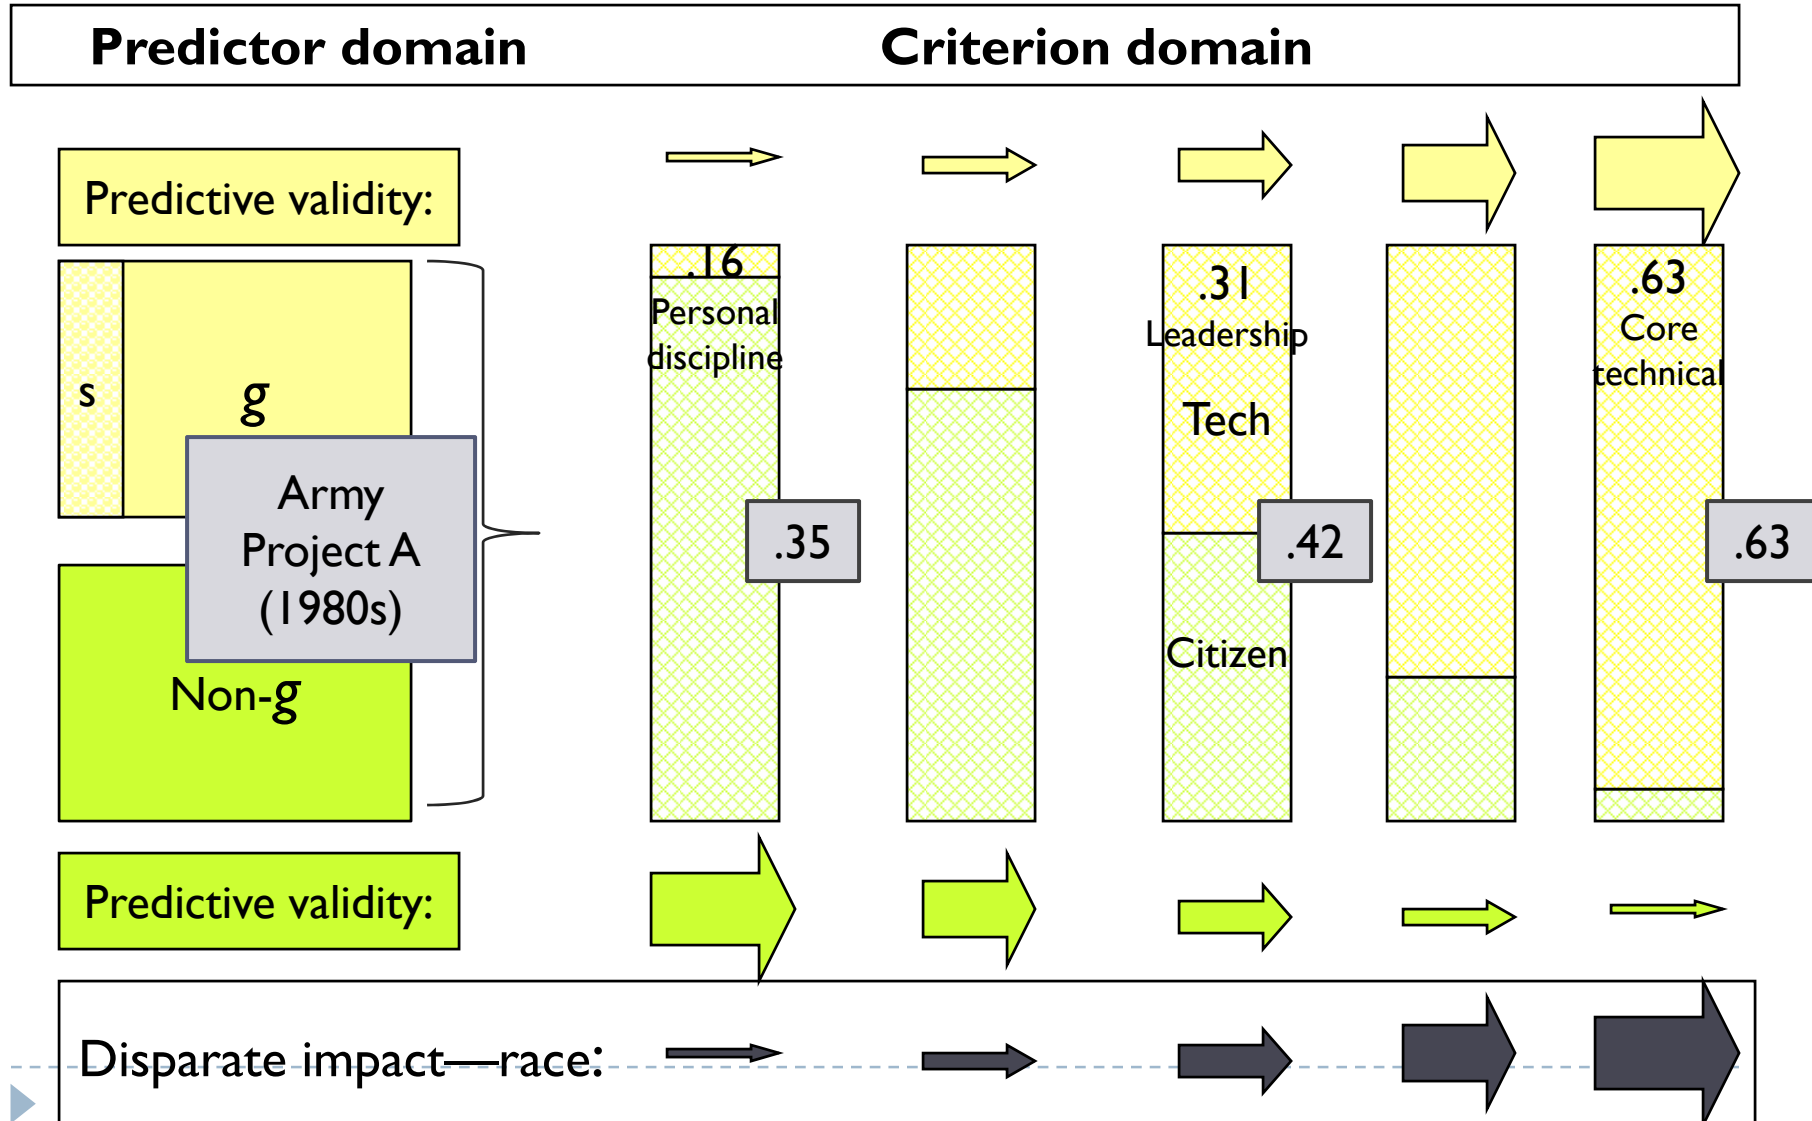 Predictor domain
Criterion domain
Predictive validity:
s
g
Army
Project A
(1980s)
Non-g
.16
Personal
discipline
.35
.31
Leadership
Tech
.42
Citizen
.63
Core
technical
.63
Predictive validity:
Disparate impact—race: